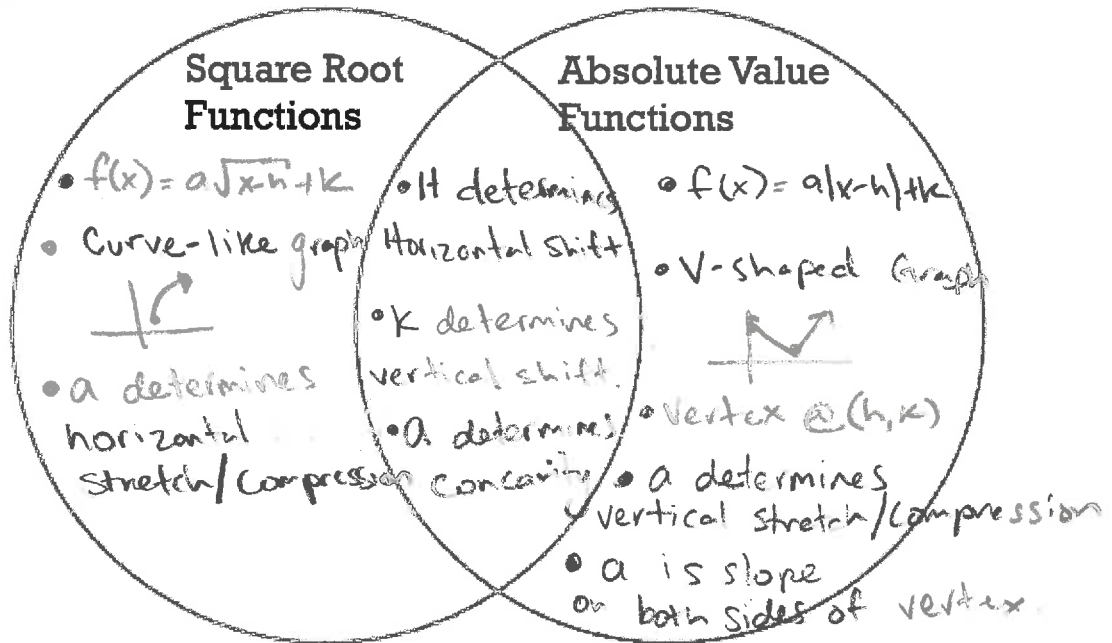 Square Root
Functions
• f(x) = a√(x-h) + k
• Curve-like graph
• a determines
horizontal
stretch/compression
• H determines
Horizontal shift
• K determines
vertical shift.
• a determines
concavity
Absolute Value
Functions
• f(x) = a|x-h|+k
• V-shaped Graph
• vertex @ (h,k)
• a determines
vertical stretch/compression
• a is slope
on both sides of vertex.